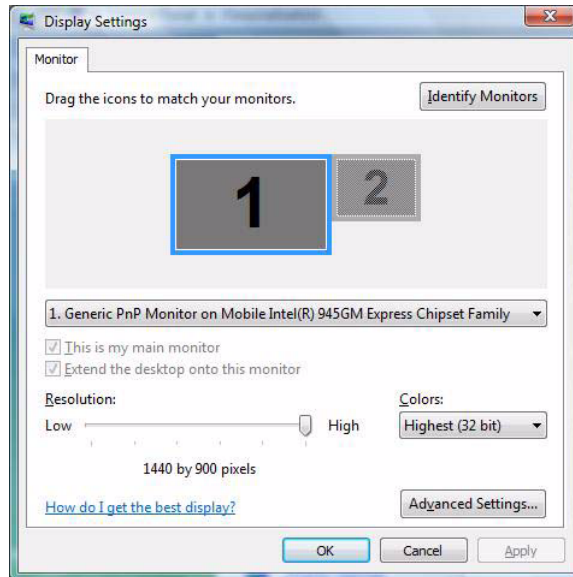 Display Settings
Monitor
Drag the icons to match your monitors.
Identify Monitors
1
2
1. Generic PnP Monitor on Mobile Intel(R) 945GM Express Chipset Family
This is my main monitor
Extend the desktop onto this monitor
Resolution:
Colors:
Low
High
Highest (32 bit)
1440 by 900 pixels
How do I get the best display?
Advanced Settings...
OK
Cancel
Apply